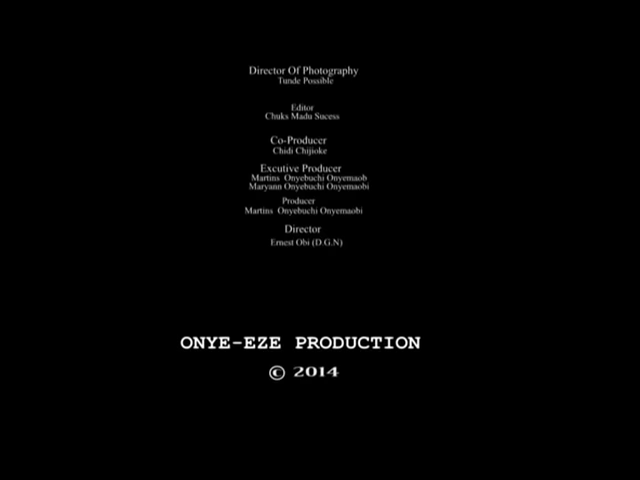 Director Of Photography
Tunde Possible
Editor
Chuks Madu Sucess
Co-Producer
Chidi Chijioke
Excutive Producer
Martins Onyebuchi Onyemaob
Maryann Onyebuchi Onyemaobi
Producer
Martins Onyebuchi Onyemaobi
Director
Ernest Obi (D.G.N)
ONYE-EZE PRODUCTION
© 2014